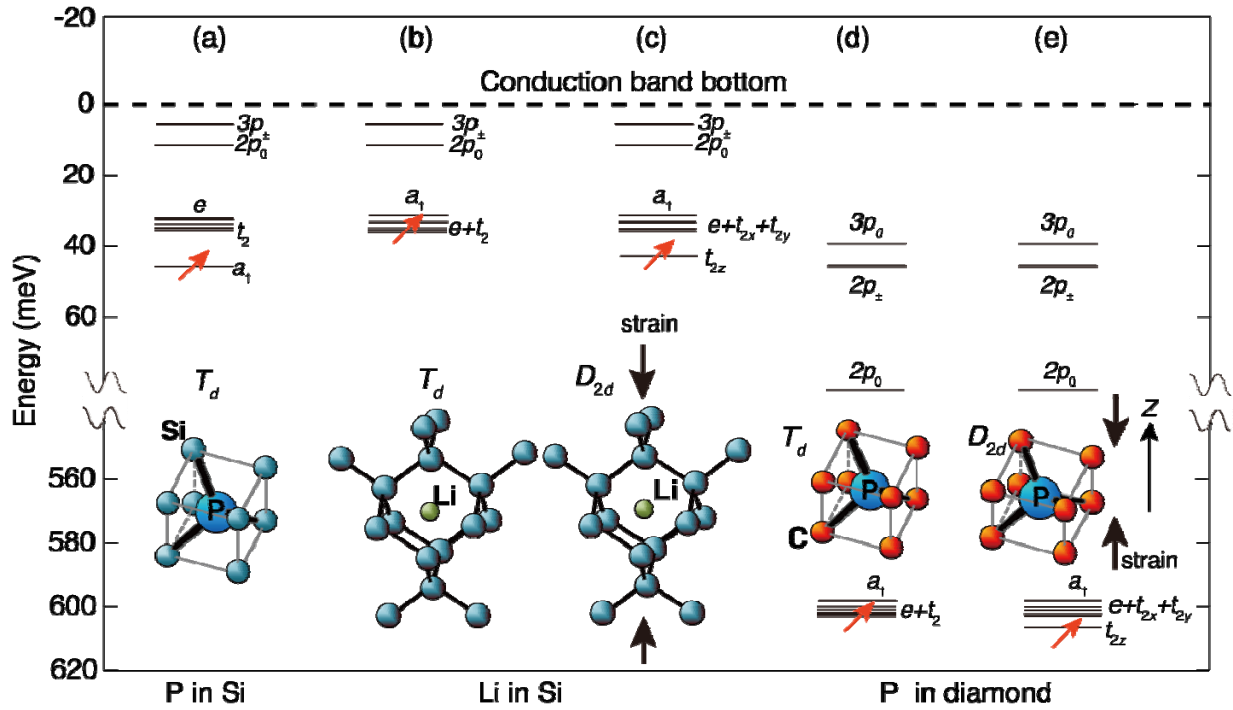 (a) (b) (c) (d) (e)
Conduction band bottom
Energy (meV)
-20
0
20
40
60
560
580
600
620
3p±
2p0
e
t2
a1
3p±
2p0
a1
e+t2
3p±
2p0
a1
e+t2x+t2y
t2z
3p0
2p±
2p0
3p0
2p±
2p0
strain
Td
Td
D2d
Td
D2d
Z
Si
P
Li
Li
P
C
P
strain
a1
e+t2
a1
e+t2x+t2y
t2z
P in Si
Li in Si
P in diamond